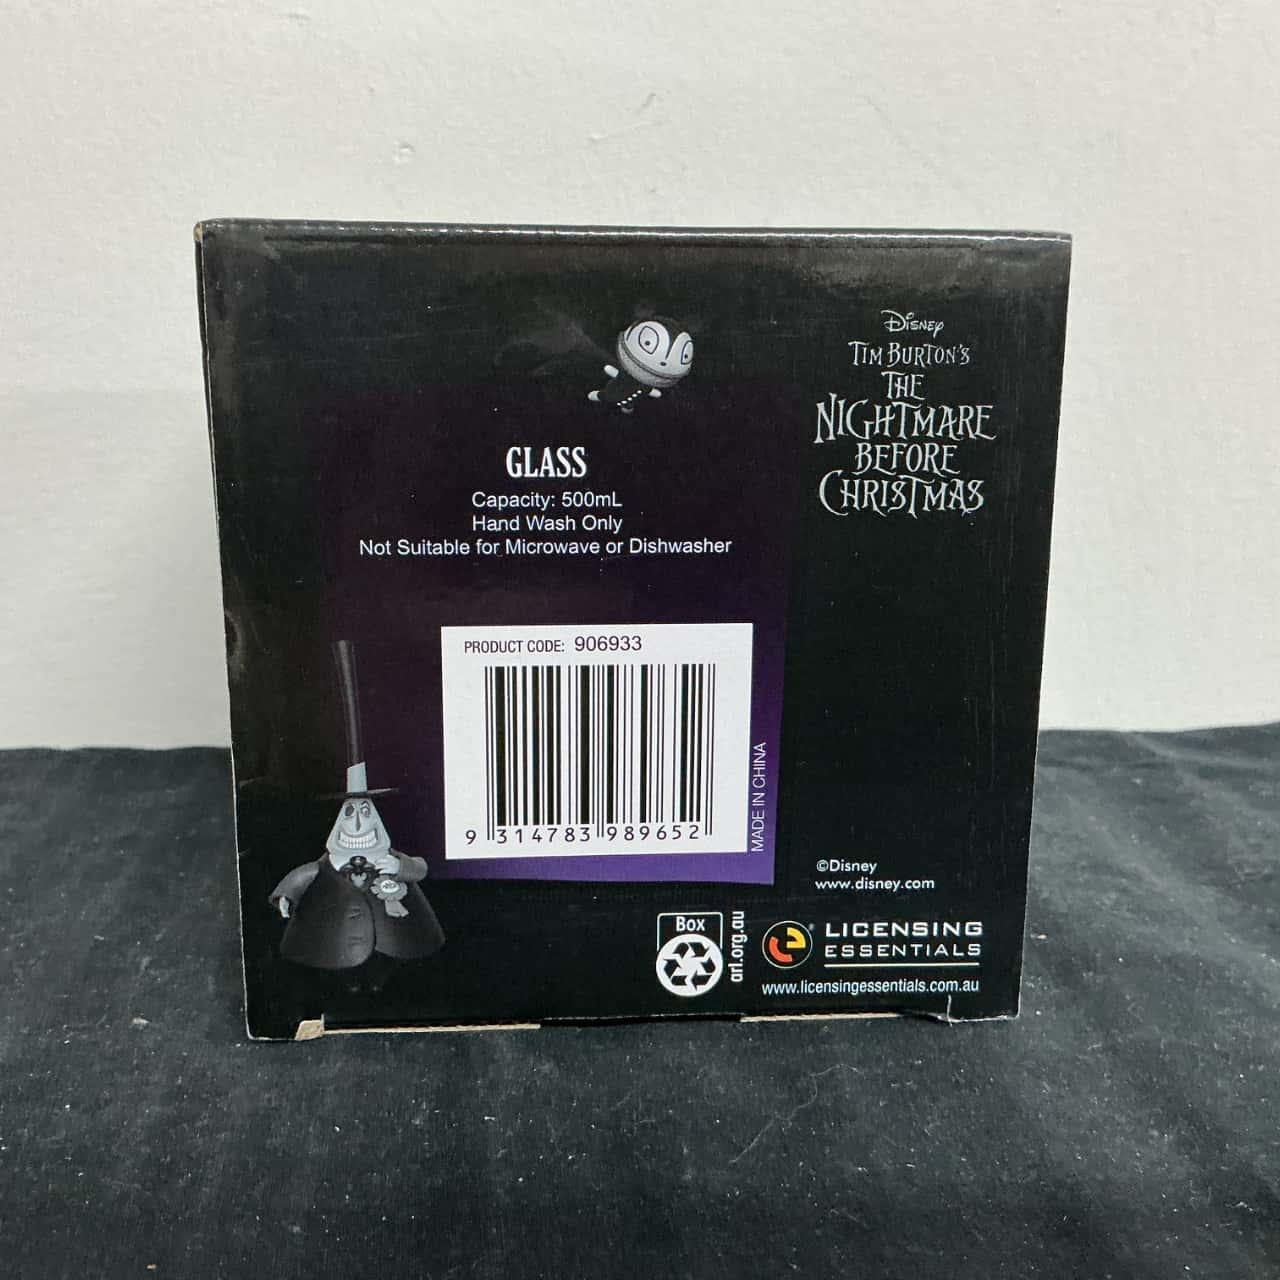 Disney
TIM BURTON'S
THE
NIGHTMARE
BEFORE
CHRISTMAS
GLASS
Capacity: 500mL
Hand Wash Only
Not Suitable for Microwave or Dishwasher
PRODUCT CODE: 906933
9 314783 989652
MADE IN CHINA
©Disney
www.disney.com
Box
arl.org.au
e®
LICENSING
ESSENTIALS
www.licensingessentials.com.au